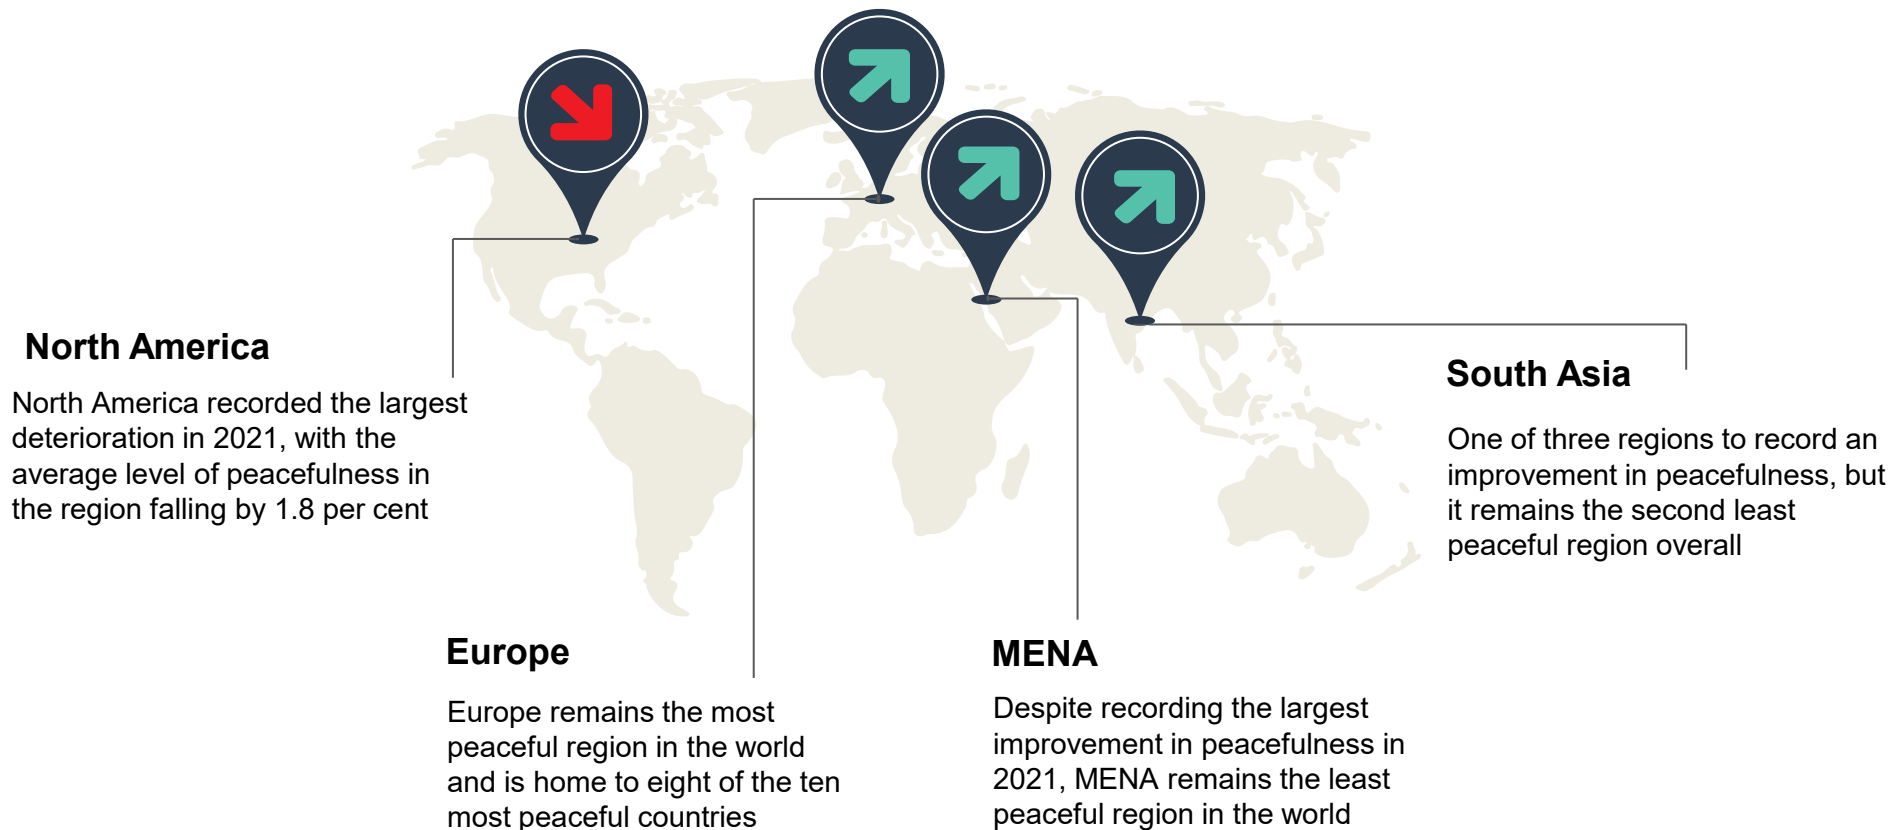 North America
North America recorded the largest
deterioration in 2021, with the
average level of peacefulness in
the region falling by 1.8 per cent
Europe
Europe remains the most
peaceful region in the world
and is home to eight of the ten
most peaceful countries
MENA
Despite recording the largest
improvement in peacefulness in
2021, MENA remains the least
peaceful region in the world
South Asia
One of three regions to record an
improvement in peacefulness, but
it remains the second least
peaceful region overall